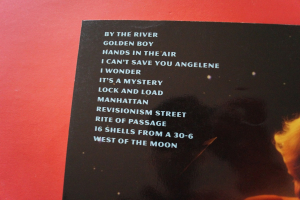 BY THE RIVER
GOLDEN BOY
HANDS IN THE AIR
I CAN'T SAVE YOU ANGELENE
I WONDER
IT'S A MYSTERY
LOCK AND LOAD
MANHATTAN
REVISIONISM STREET
RITE OF PASSAGE
16 SHELLS FROM A 30-6
WEST OF THE MOON